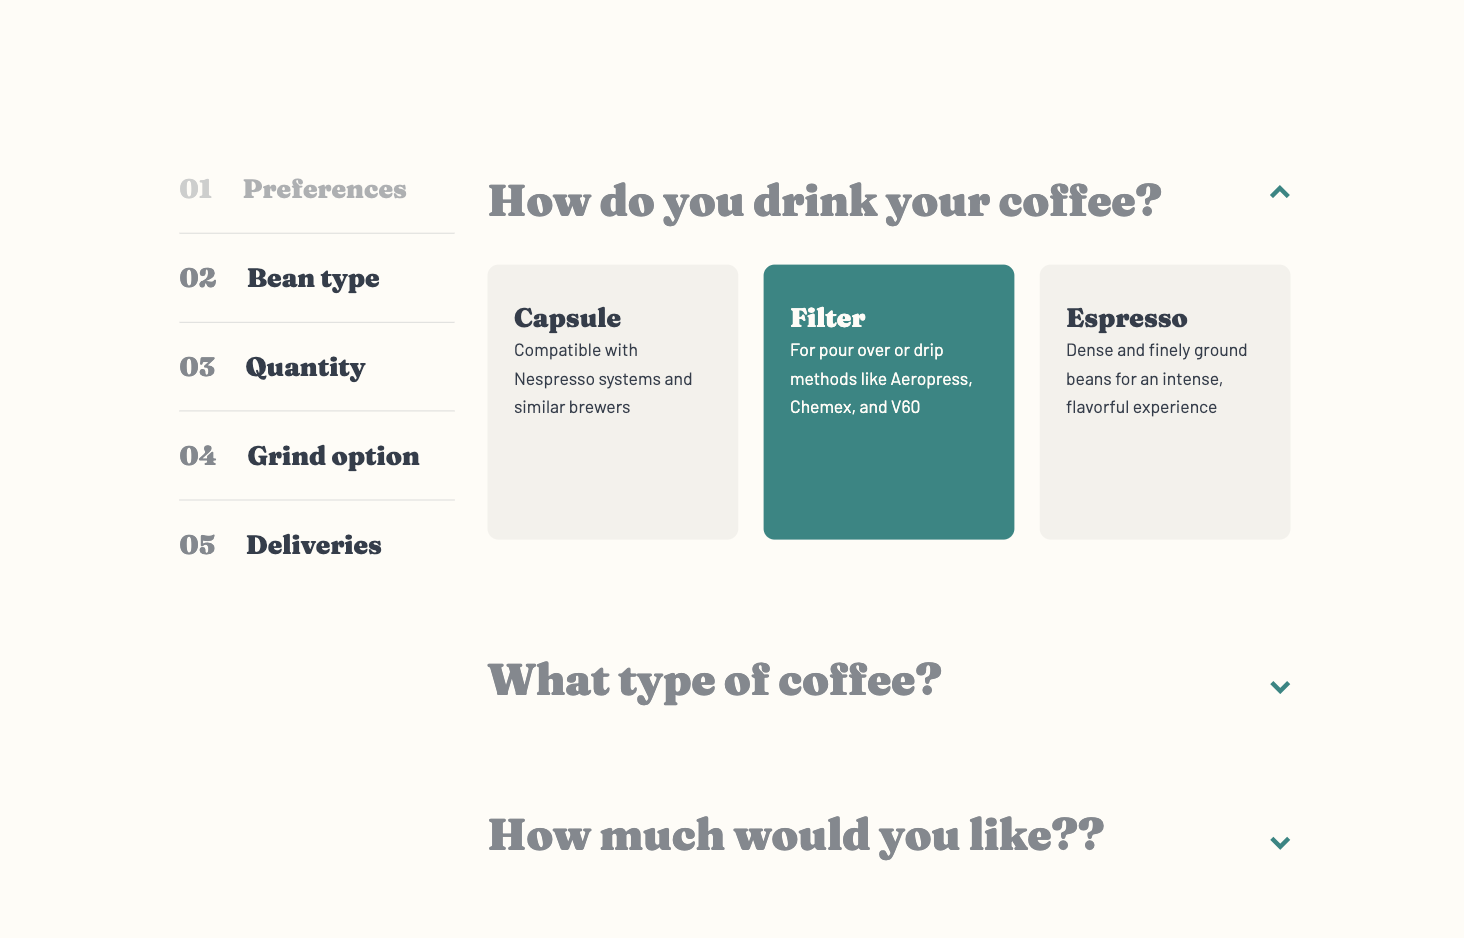 01 Preferences
02 Bean type
03 Quantity
04 Grind option
05 Deliveries
How do you drink your coffee?
Capsule
Compatible with
Nespresso systems and
similar brewers
Filter
For pour over or drip
methods like Aeropress,
Chemex, and V60
Espresso
Dense and finely ground
beans for an intense,
flavorful experience
What type of coffee?
How much would you like??